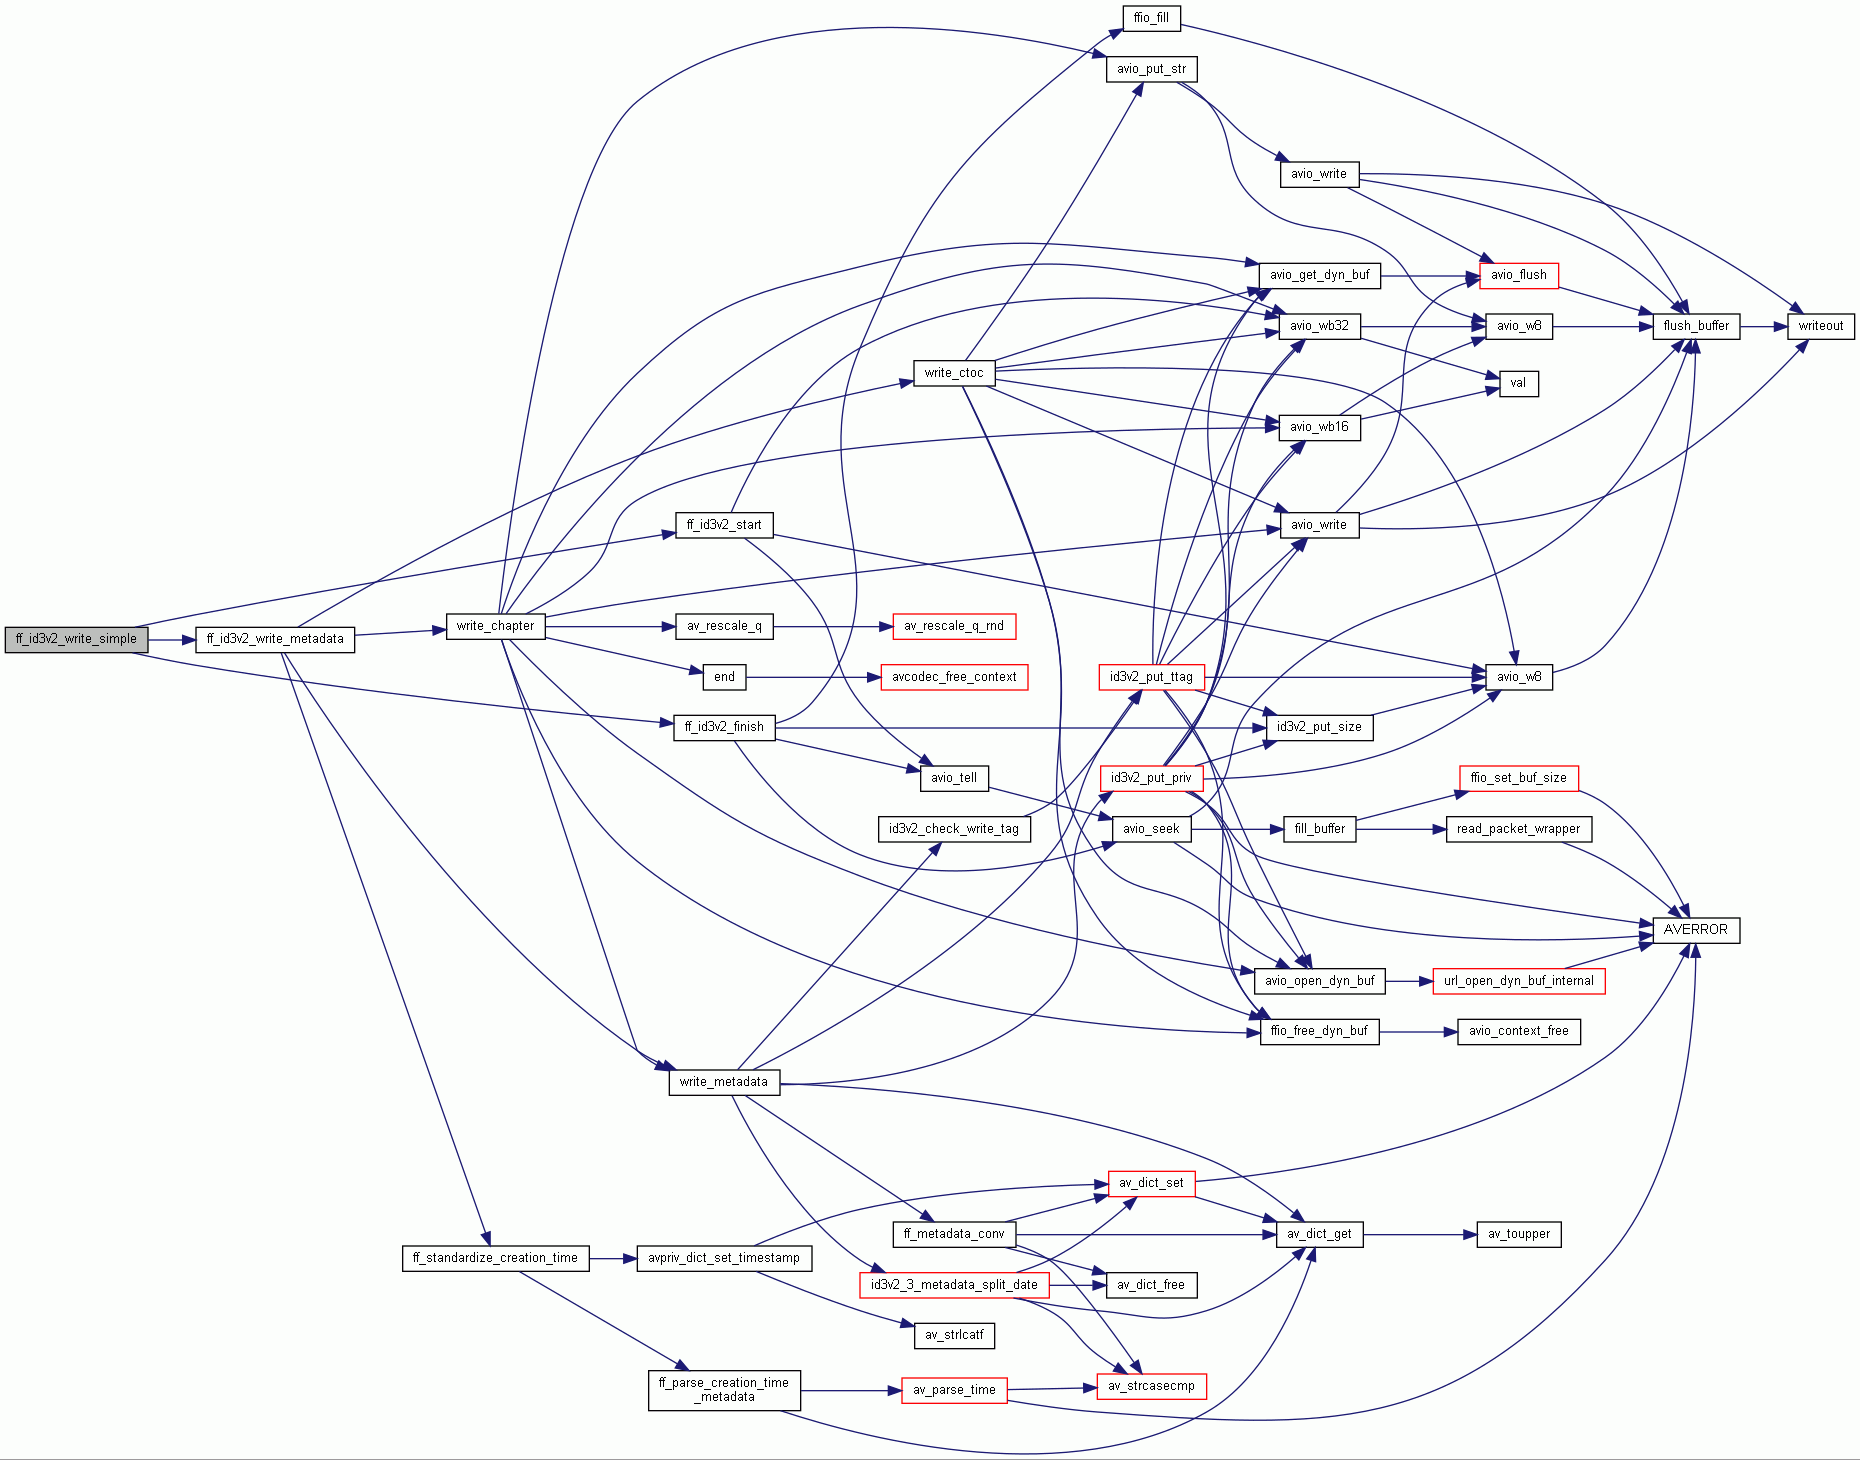 ffio_fill
avio_put_str
avio_write
avio_get_dyn_buf
avio_flush
avio_wb32
avio_w8
flush_buffer
writeout
write_ctoc
val
avio_wb16
ff_id3v2_start
avio_write
ff_id3v2_write_simple
ff_id3v2_write_metadata
write_chapter
av_rescale_q
av_rescale_q_rnd
end
avcodec_free_context
id3v2_put_ttag
avio_w8
ff_id3v2_finish
id3v2_put_size
avio_tell
id3v2_put_priv
ffio_set_buf_size
id3v2_check_write_tag
avio_seek
fill_buffer
read_packet_wrapper
AVERROR
avio_open_dyn_buf
url_open_dyn_buf_internal
ffio_free_dyn_buf
avio_context_free
write_metadata
av_dict_set
ff_metadata_conv
av_dict_get
av_toupper
ff_standardize_creation_time
avpriv_dict_set_timestamp
id3v2_3_metadata_split_date
av_dict_free
av_strlcatf
ff_parse_creation_time
_metadata
av_parse_time
av_strcasecmp